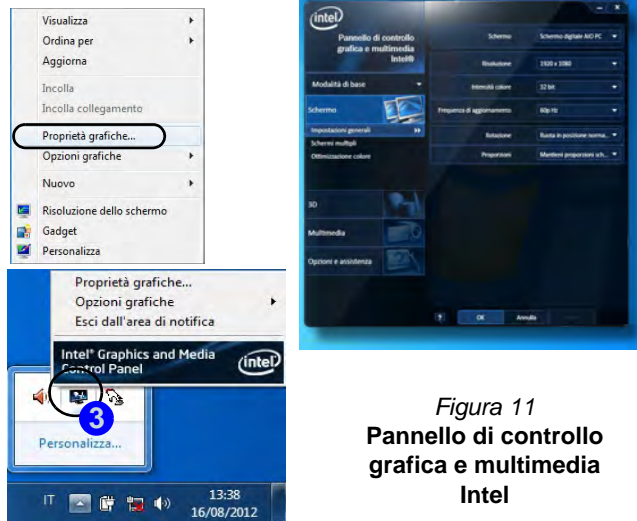 Visualizza
Ordina per
Aggiorna
Incolla
Incolla collegamento
Proprietà grafiche...
Opzioni grafiche
Nuovo
Risoluzione dello schermo
Gadget
Personalizza
Proprietà grafiche...
Opzioni grafiche
Esci dall'area di notifica
Intel® Graphics and Media
Control Panel
intel
3
Personalizza...
IT
13:38
16/08/2012
intel
Pannello di controllo
grafica e multimedia
Intel®
Modalità di base
Schermo
Impostazioni generali
Schermi multipli
Ottimizzazione colore
3D
Multimedia
Opzioni e assistenza
Schermo Schermo digitale AIO PC
Risoluzione 1920 x 1080
Intensità colore 32 bit
Frequenza di aggiornamento 60p Hz
Rotazione Ruota in posizione norma...
Proporzioni Mantieni proporzioni
? OK Annulla
Figura 11
Pannello di controllo
grafica e multimedia
Intel